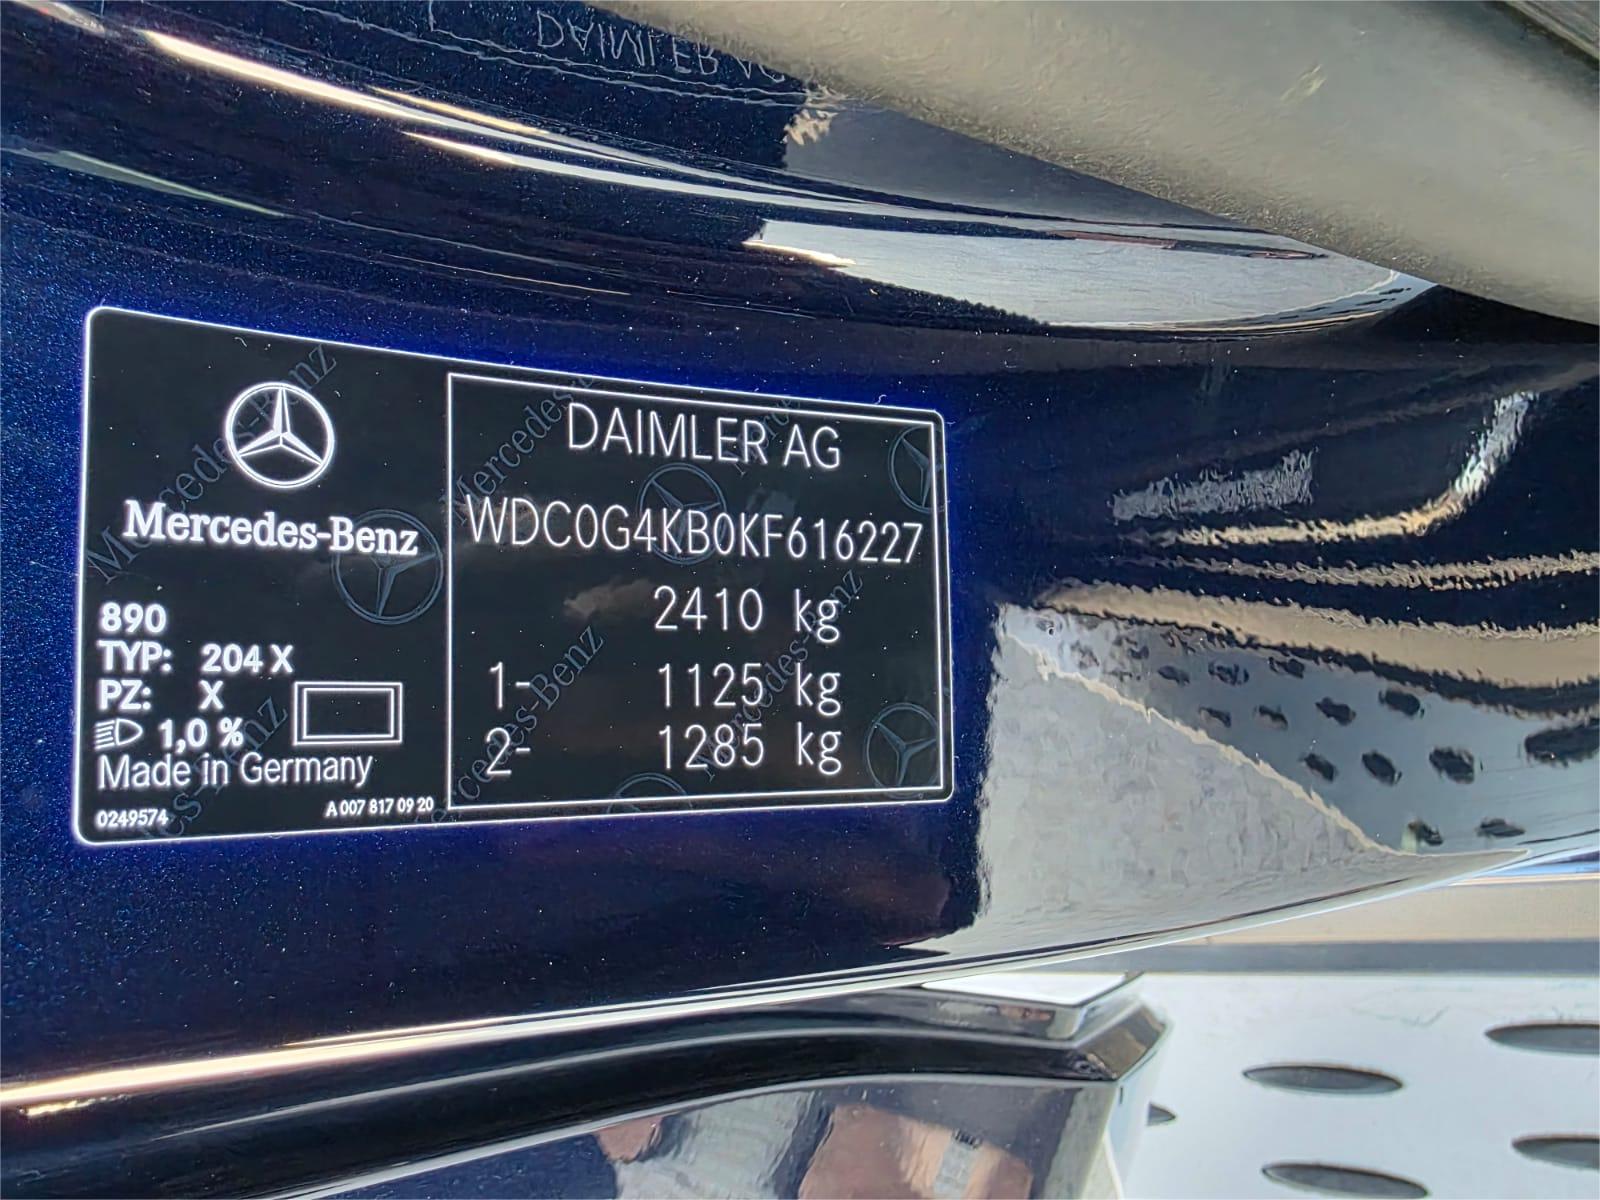 Mercedes-Benz
890
TYP: 204 X
PZ: X
1,0 %
Made in Germany
0249574
A 007 817 09 20
DAIMLER AG
WDC0G4KB0KF616227
2410 kg
1- 1125 kg
2- 1285 kg